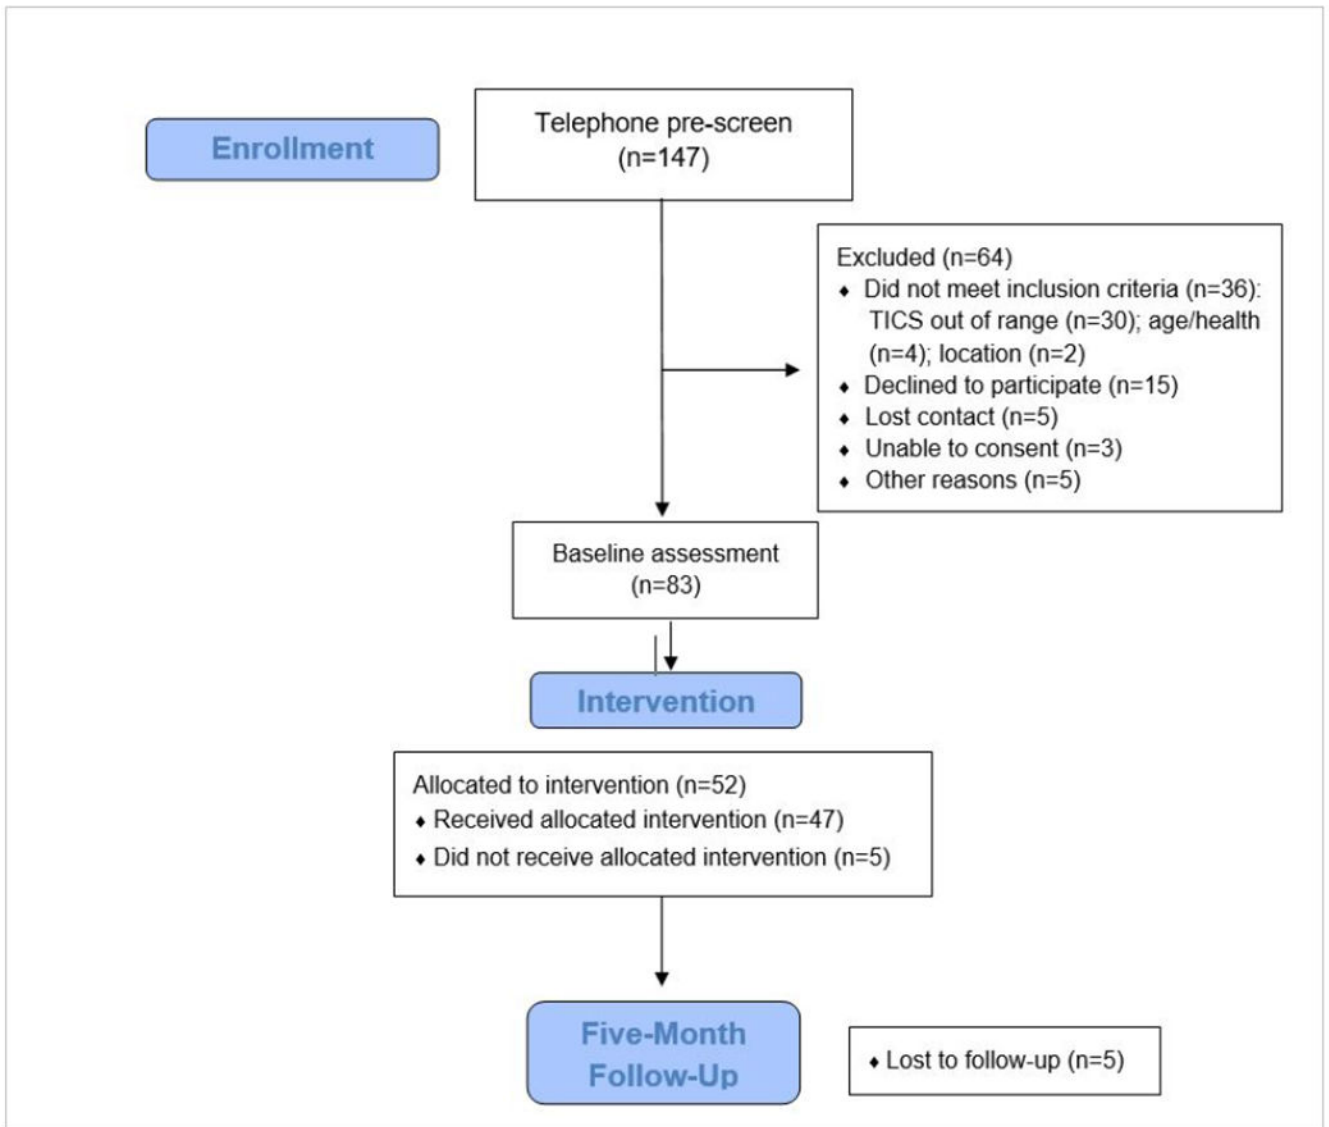 Enrollment
Telephone pre-screen
(n=147)
Excluded (n=64)
♦ Did not meet inclusion criteria (n=36):
TICS out of range (n=30); age/health
(n=4); location (n=2)
♦ Declined to participate (n=15)
♦ Lost contact (n=5)
♦ Unable to consent (n=3)
♦ Other reasons (n=5)
Baseline assessment
(n=83)
Intervention
Allocated to intervention (n=52)
♦ Received allocated intervention (n=47)
♦ Did not receive allocated intervention (n=5)
Five-Month
Follow-Up
♦ Lost to follow-up (n=5)